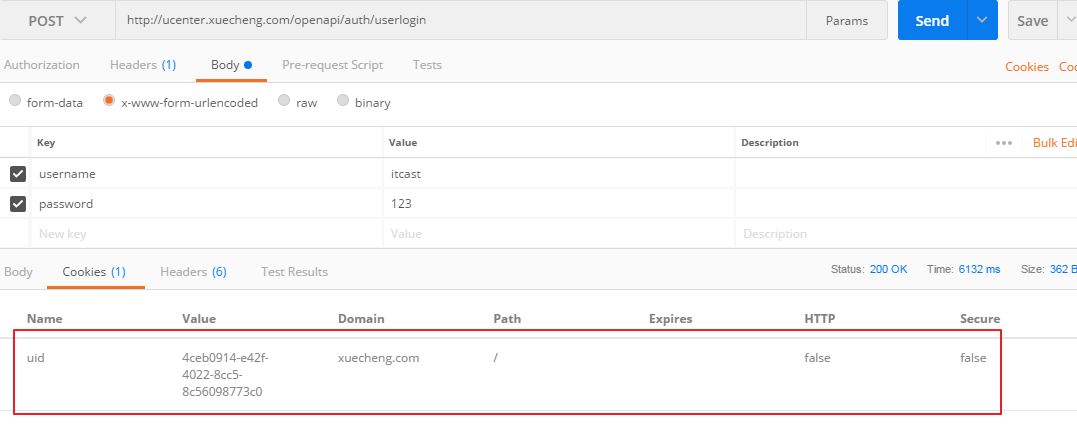 POST http://ucenter.xuecheng.com/openapi/auth/userlogin Params Send Save
Authorization Headers (1) Body Pre-request Script Tests Cookies
form-data x-www-form-urlencoded raw binary
Key Value Description Bulk Edi
username itcast
password 123
New key Value Description
Body Cookies (1) Headers (6) Test Results Status: 200 OK Time: 6132 ms Size: 362 B
Name Value Domain Path Expires HTTP Secure
uid 4ceb0914-e42f- xuecheng.com / false false
4022-8cc5-
8c56098773c0